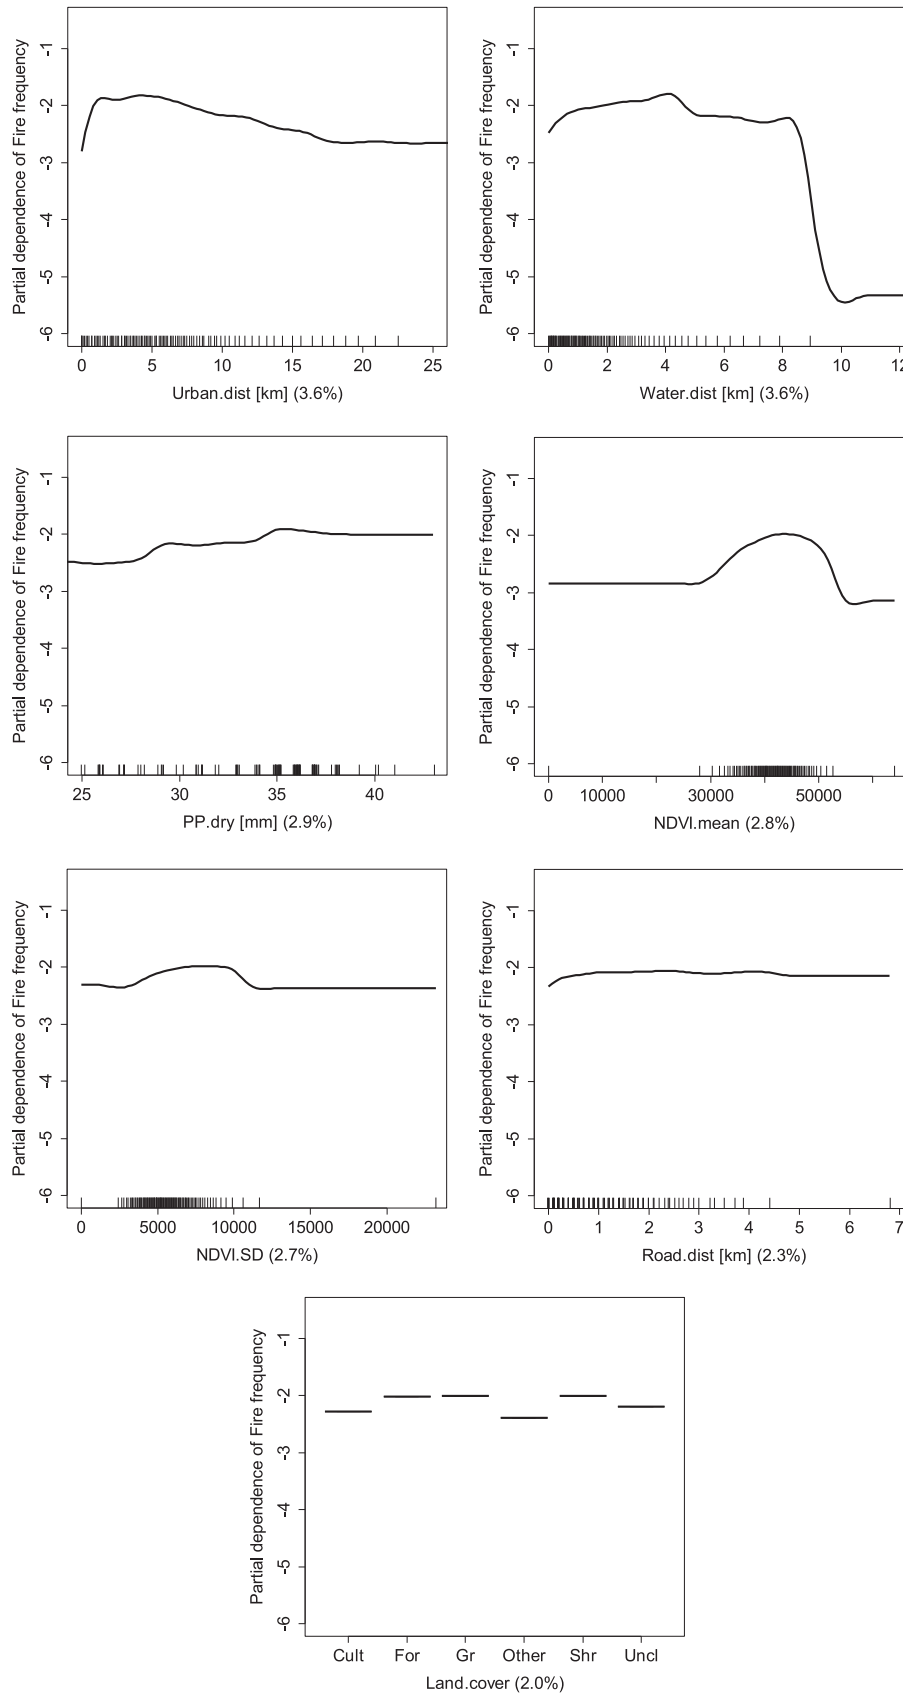 Partial dependence of Fire frequency
-1
-2
-3
-4
-5
-6
0 5 10 15 20 25
Urban.dist [km] (3.6%)
Partial dependence of Fire frequency
-1
-2
-3
-4
-5
-6
0 2 4 6 8 10 12
Water.dist [km] (3.6%)
Partial dependence of Fire frequency
-1
-2
-3
-4
-5
-6
25 30 35 40
PP.dry [mm] (2.9%)
Partial dependence of Fire frequency
-1
-2
-3
-4
-5
-6
0 10000 30000 50000
NDVI.mean (2.8%)
Partial dependence of Fire frequency
-1
-2
-3
-4
-5
-6
0 5000 10000 15000 20000
NDVI.SD (2.7%)
Partial dependence of Fire frequency
-1
-2
-3
-4
-5
-6
0 1 2 3 4 5 6 7
Road.dist [km] (2.3%)
Partial dependence of Fire frequency
-1
-2
-3
-4
-5
-6
Cult For Gr Other Shr Uncl
Land.cover (2.0%)